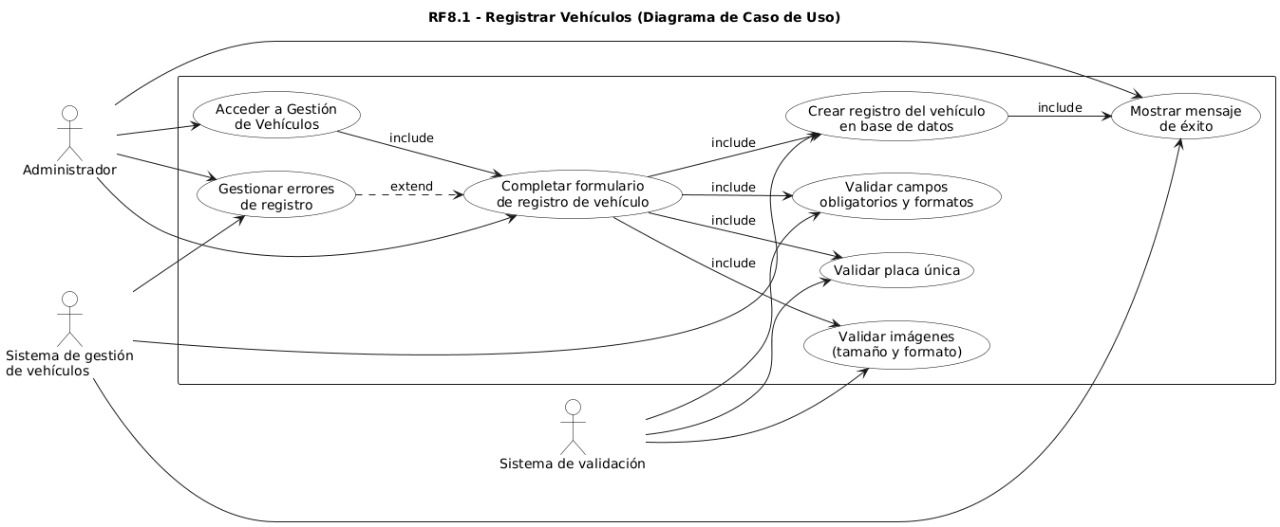 RF8.1 - Registrar Vehículos (Diagrama de Caso de Uso)
Administrador
Sistema de gestión
de vehículos
Sistema de validación
Acceder a Gestión
de Vehículos
Gestionar errores
de registro
include
extend
Completar formulario
de registro de vehículo
include
include
include
include
Crear registro del vehículo
en base de datos
Validar campos
obligatorios y formatos
Validar placa única
Validar imágenes
(tamaño y formato)
include
Mostrar mensaje
de éxito